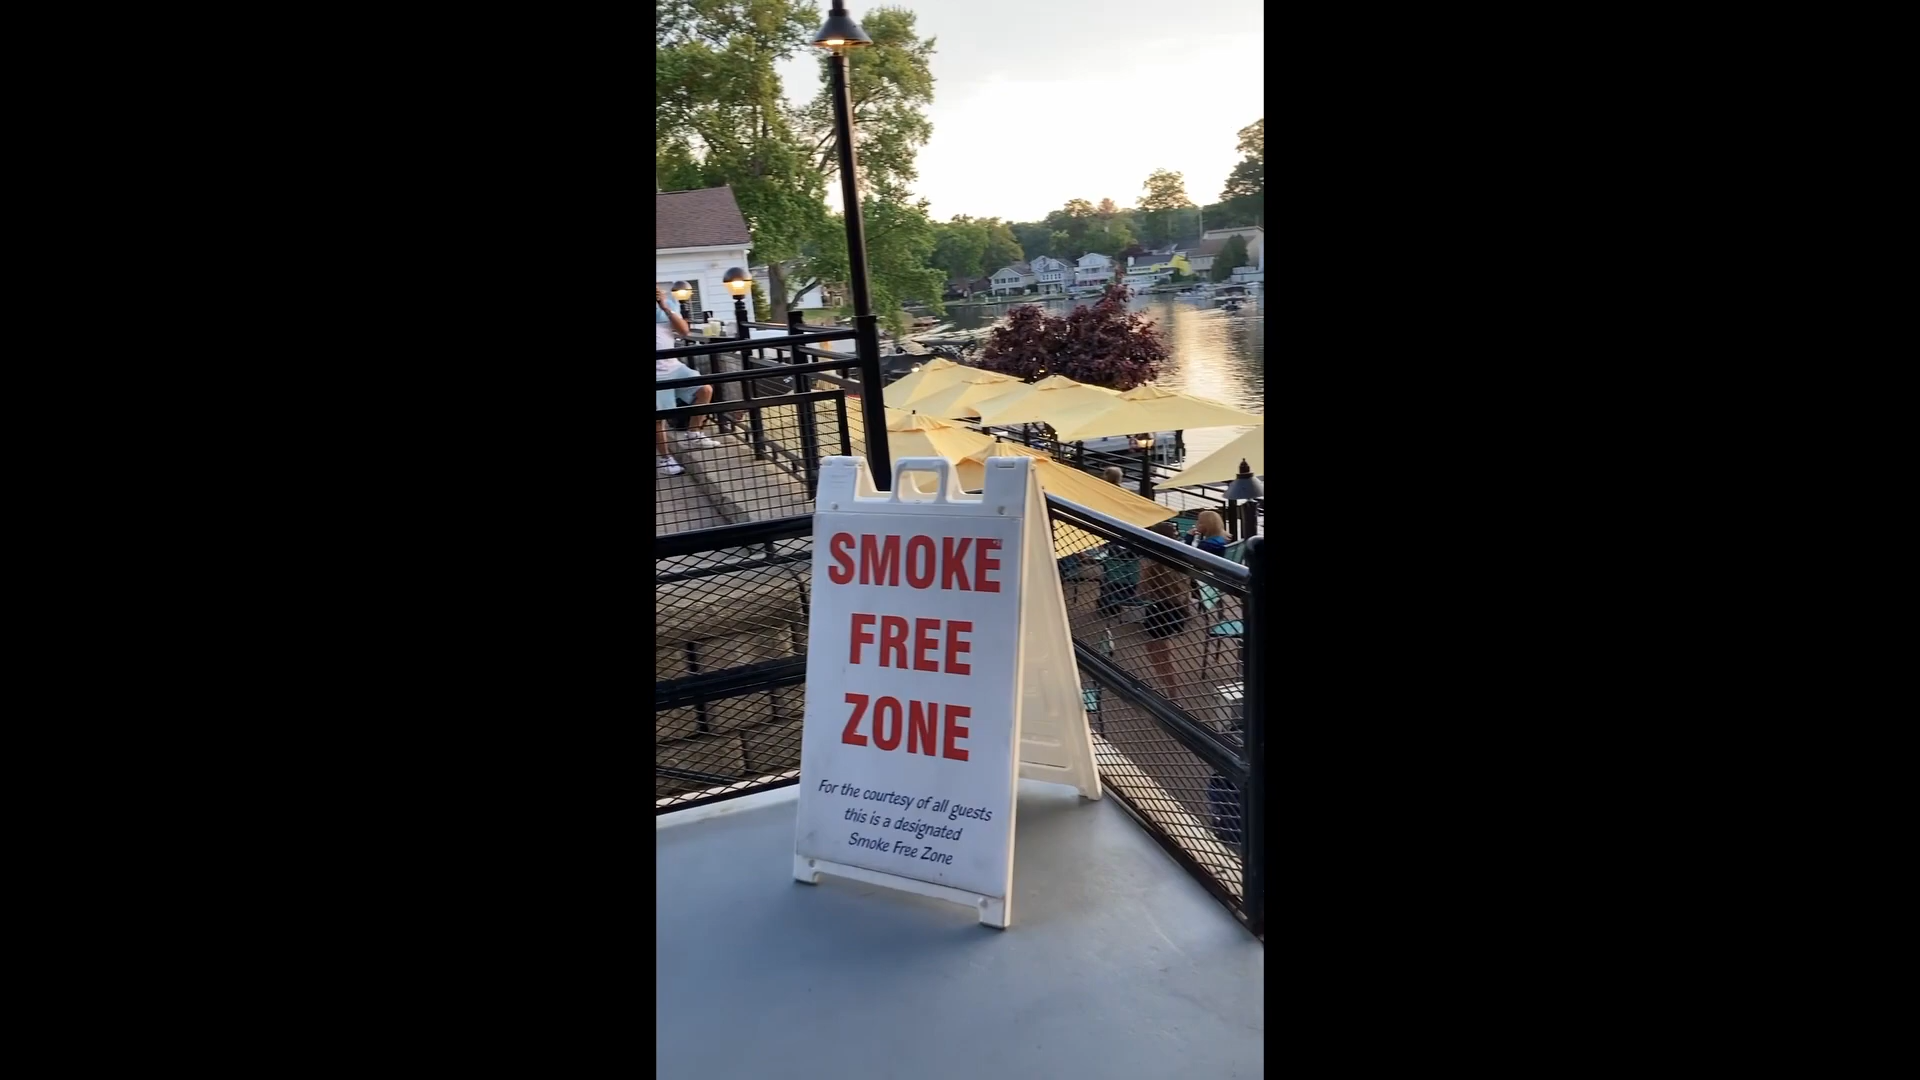 SMOKE
FREE
ZONE
For the courtesy of all guests
this is a designated
Smoke Free Zone